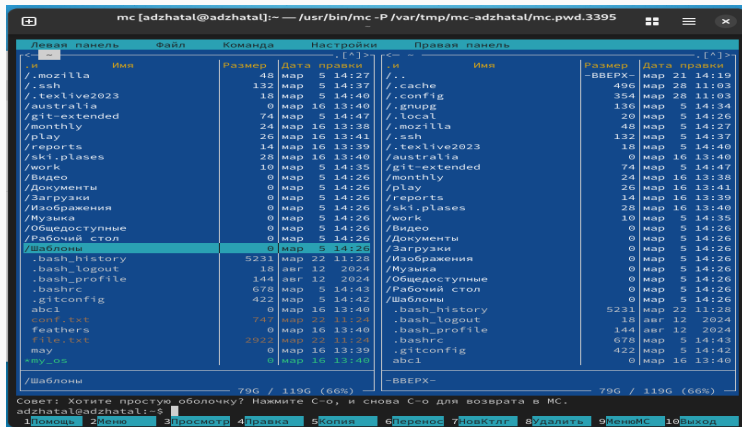 mc [adzhatal@adzhatal]:~ — /usr/bin/mc -P /var/tmp/mc-adzhatal/mc.pwd.3395
Левая панель Файл Команда Настройки Правая панель
<— ~ —.[^]> <— ~ —.[^]>
.и Имя Размер Дата правки .и Имя Размер Дата правки
/.mozilla 48 мар 5 14:27 /.. -ВВЕРХ- мар 21 14:19
/.ssh 132 мар 5 14:37 /.cache 496 мар 28 11:03
/.texlive2023 18 мар 5 14:40 /.config 354 мар 28 11:03
/australia 0 мар 16 13:40 /.gnupg 136 мар 5 14:34
/git-extended 74 мар 5 14:47 /.local 20 мар 5 14:26
/monthly 24 мар 16 13:38 /.mozilla 48 мар 5 14:27
/play 26 мар 16 13:41 /.ssh 132 мар 5 14:37
/reports 14 мар 16 13:39 /.texlive2023 18 мар 5 14:40
/ski.plases 28 мар 16 13:40 /australia 0 мар 16 13:40
/work 10 мар 5 14:35 /git-extended 74 мар 5 14:47
/Видео 0 мар 5 14:26 /monthly 24 мар 16 13:38
/Документы 0 мар 5 14:26 /play 26 мар 16 13:41
/Загрузки 0 мар 5 14:26 /reports 14 мар 16 13:39
/Изображения 0 мар 5 14:26 /ski.plases 28 мар 16 13:40
/Музыка 0 мар 5 14:26 /work 10 мар 5 14:35
/Общедоступные 0 мар 5 14:26 /Видео 0 мар 5 14:26
/Рабочий стол 0 мар 5 14:26 /Документы 0 мар 5 14:26
/Шаблоны 0 мар 5 14:26 /Загрузки 0 мар 5 14:26
.bash_history 5231 мар 22 11:28 /Изображения 0 мар 5 14:26
.bash_logout 18 авг 12 2024 /Музыка 0 мар 5 14:26
.bash_profile 144 авг 12 2024 /Общедоступные 0 мар 5 14:26
.bashrc 678 мар 5 14:43 /Рабочий стол 0 мар 5 14:26
.gitconfig 422 мар 5 14:42 /Шаблоны 0 мар 5 14:26
abc1 0 мар 16 13:40 .bash_history 5231 мар 22 11:28
conf.txt 747 мар 22 11:24 .bash_logout 18 авг 12 2024
feathers 0 мар 16 13:40 .bash_profile 144 авг 12 2024
file.txt 2922 мар 22 11:24 .bashrc 678 мар 5 14:43
may 0 мар 16 13:39 .gitconfig 422 мар 5 14:42
*my_os 0 мар 16 13:40 abc1 0 мар 16 13:40
/Шаблоны -ВВЕРХ-
79G / 119G (66%) 79G / 119G (66%)
Совет: Хотите простую оболочку? Нажмите C-o, и снова C-o для возврата в MC.
adzhatal@adzhatal:~$
1Помощь 2Меню 3Просмотр 4Правка 5Копия 6Перенос 7НовКтлг 8Удалить 9МенюMC 10Выход